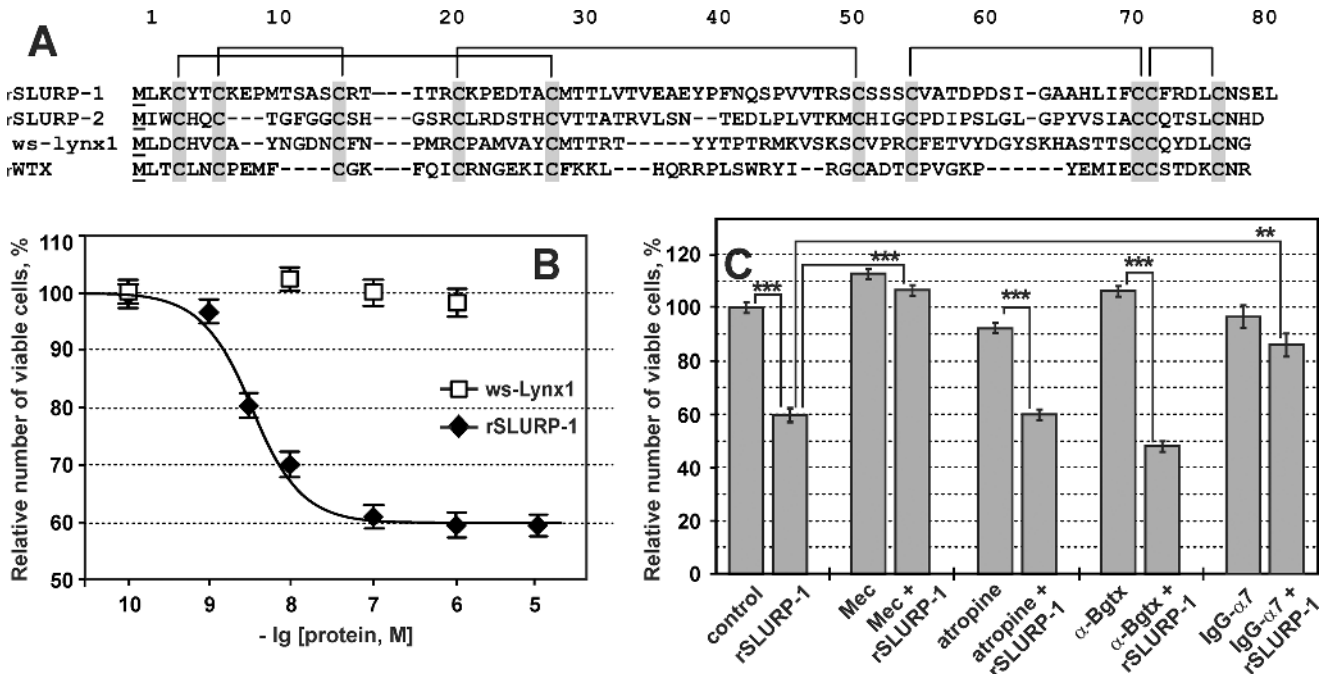 A
1 10 20 30 40 50 60 70 80
rSLURP-1 MLKCYTCKEPMTSASCRT---ITRCKPEDTACMTTLVTVEAEYPFNQSPVVTRSCSSSCVATDPDSI-GAAHLIFCCFRDLCNSEL
rSLURP-2 MIWCHQC---TGFGGCSH---GSRCLRDSTHCVTTATRVLSN--TEDLPLVTKMCHIGCPDIPSLGL-GPYVSIACCQTSLCNHD
ws-lynx1 MLDCHVCA--YNGDNCFN---PMRCPAMVAYCMTTRT-----YYTPTRMKVSKSCVPRCFETVYDGYSKHASTTSCCQYDLCNG
rWTX MLTCLNCPEMF----CGK---FQICRNGEKICFKKL---HQRRPLSWRYI--RGCADTCPVGKP------YEMIECCSTDKCNR
B
Relative number of viable cells, %
110
100
90
80
70
60
50
10 9 8 7 6 5
- lg [protein, M]
ws-Lynx1
rSLURP-1
C
Relative number of viable cells, %
120
100
80
60
40
20
0
***
***
***
***
**
control
rSLURP-1
Mec
Mec + rSLURP-1
atropine
atropine + rSLURP-1
α-Bgtx
α-Bgtx + rSLURP-1
IgG-α7
IgG-α7 + rSLURP-1